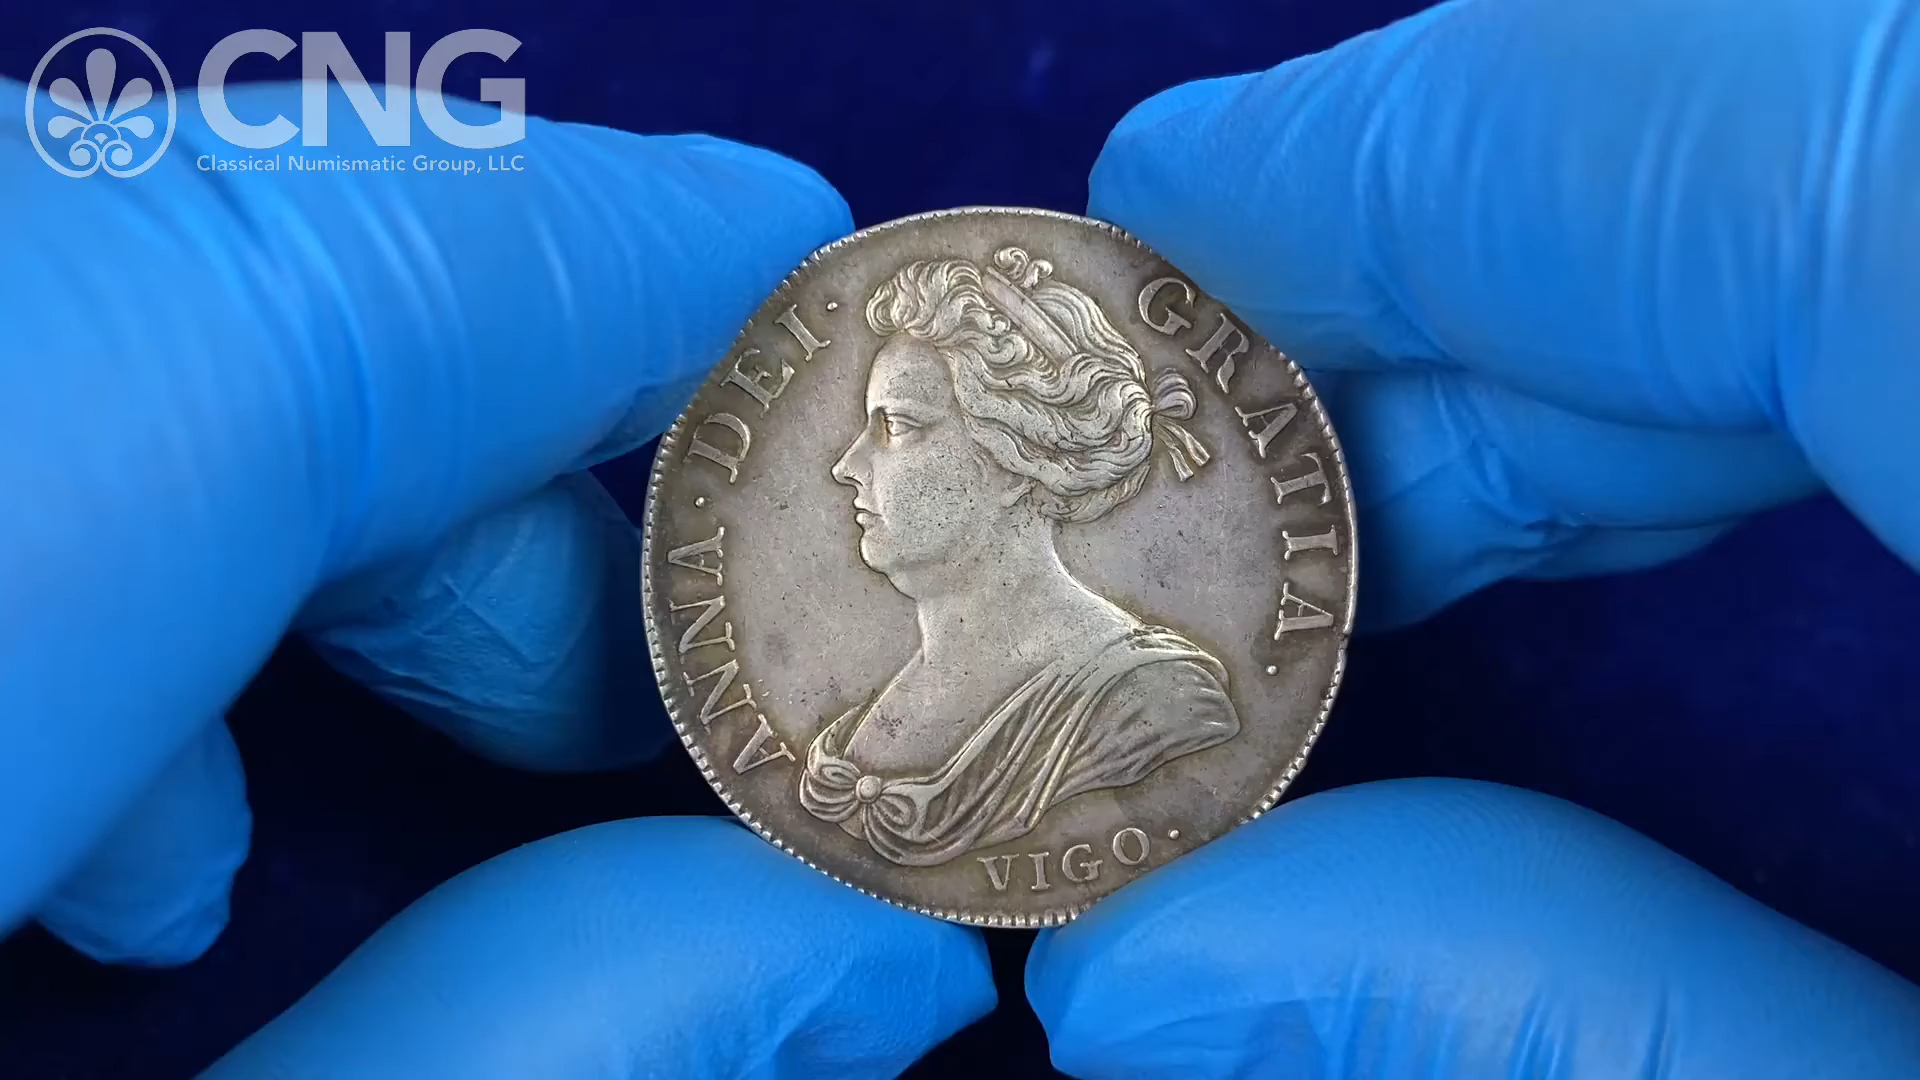 CNG
Classical Numismatic Group, LLC
ANNA · DEI · GRATIA ·
VIGO ·